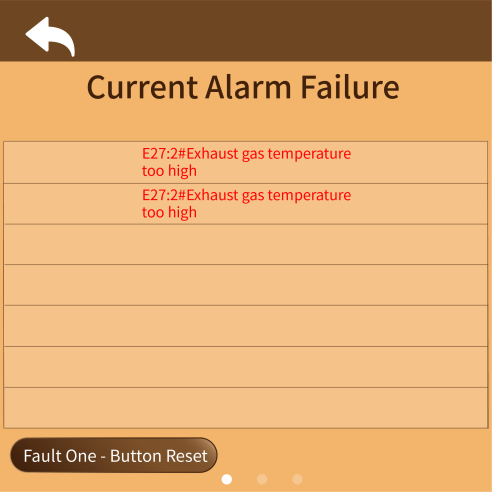 Current Alarm Failure
E27:2#Exhaust gas temperature
too high
E27:2#Exhaust gas temperature
too high
Fault One - Button Reset